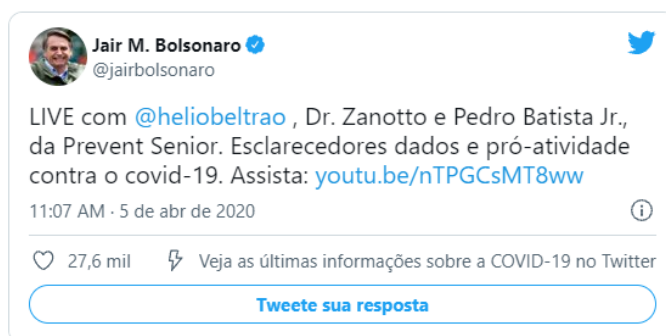 Jair M. Bolsonaro
@jairbolsonaro
LIVE com @heliobeltrao , Dr. Zanotto e Pedro Batista Jr.,
da Prevent Senior. Esclarecedores dados e pró-atividade
contra o covid-19. Assista: youtu.be/nTPGCsMT8ww
11:07 AM · 5 de abr de 2020
27,6 mil Veja as últimas informações sobre a COVID-19 no Twitter
Tweete sua resposta